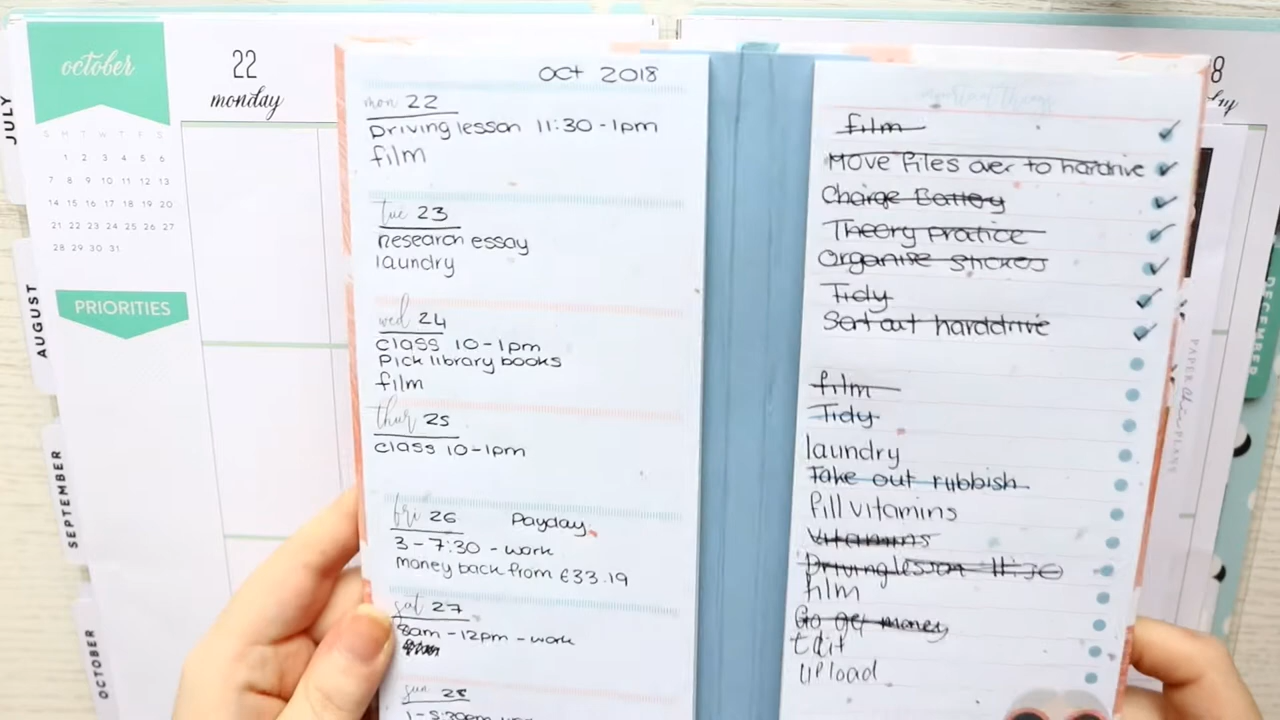 JULY
AUGUST
SEPTEMBER
OCTOBER
october
S M T W T F S
1 2 3 4 5 6
7 8 9 10 11 12 13
14 15 16 17 18 19 20
21 22 23 24 25 26 27
28 29 30 31
PRIORITIES
22
monday
Oct 2018
mon 22
Driving lesson 11:30-1pm
film
tue 23
Research essay
laundry
wed 24
class 10-1pm
Pick library books
film
thur 25
class 10-1pm
fri 26 Payday
3-7:30 - work
money back from £33.19
sat 27
8am-12pm - work
sun 28
film
Move files over to hardrive
Charge Battery
Theory pratice
Organise stickes
Tidy
Sort out harddrive
film
Tidy
laundry
Take out rubbish
Fill vitamins
Vitamins
Driving lesson 11:30
film
Go get money
Edit
Upload
8
DECEMBER